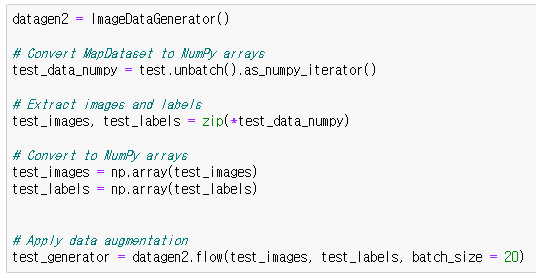 datagen2 = ImageDataGenerator()
# Convert MapDataset to NumPy arrays
test_data_numpy = test.unbatch().as_numpy_iterator()
# Extract images and labels
test_images, test_labels = zip(*test_data_numpy)
# Convert to NumPy arrays
test_images = np.array(test_images)
test_labels = np.array(test_labels)
# Apply data augmentation
test_generator = datagen2.flow(test_images, test_labels, batch_size = 20)